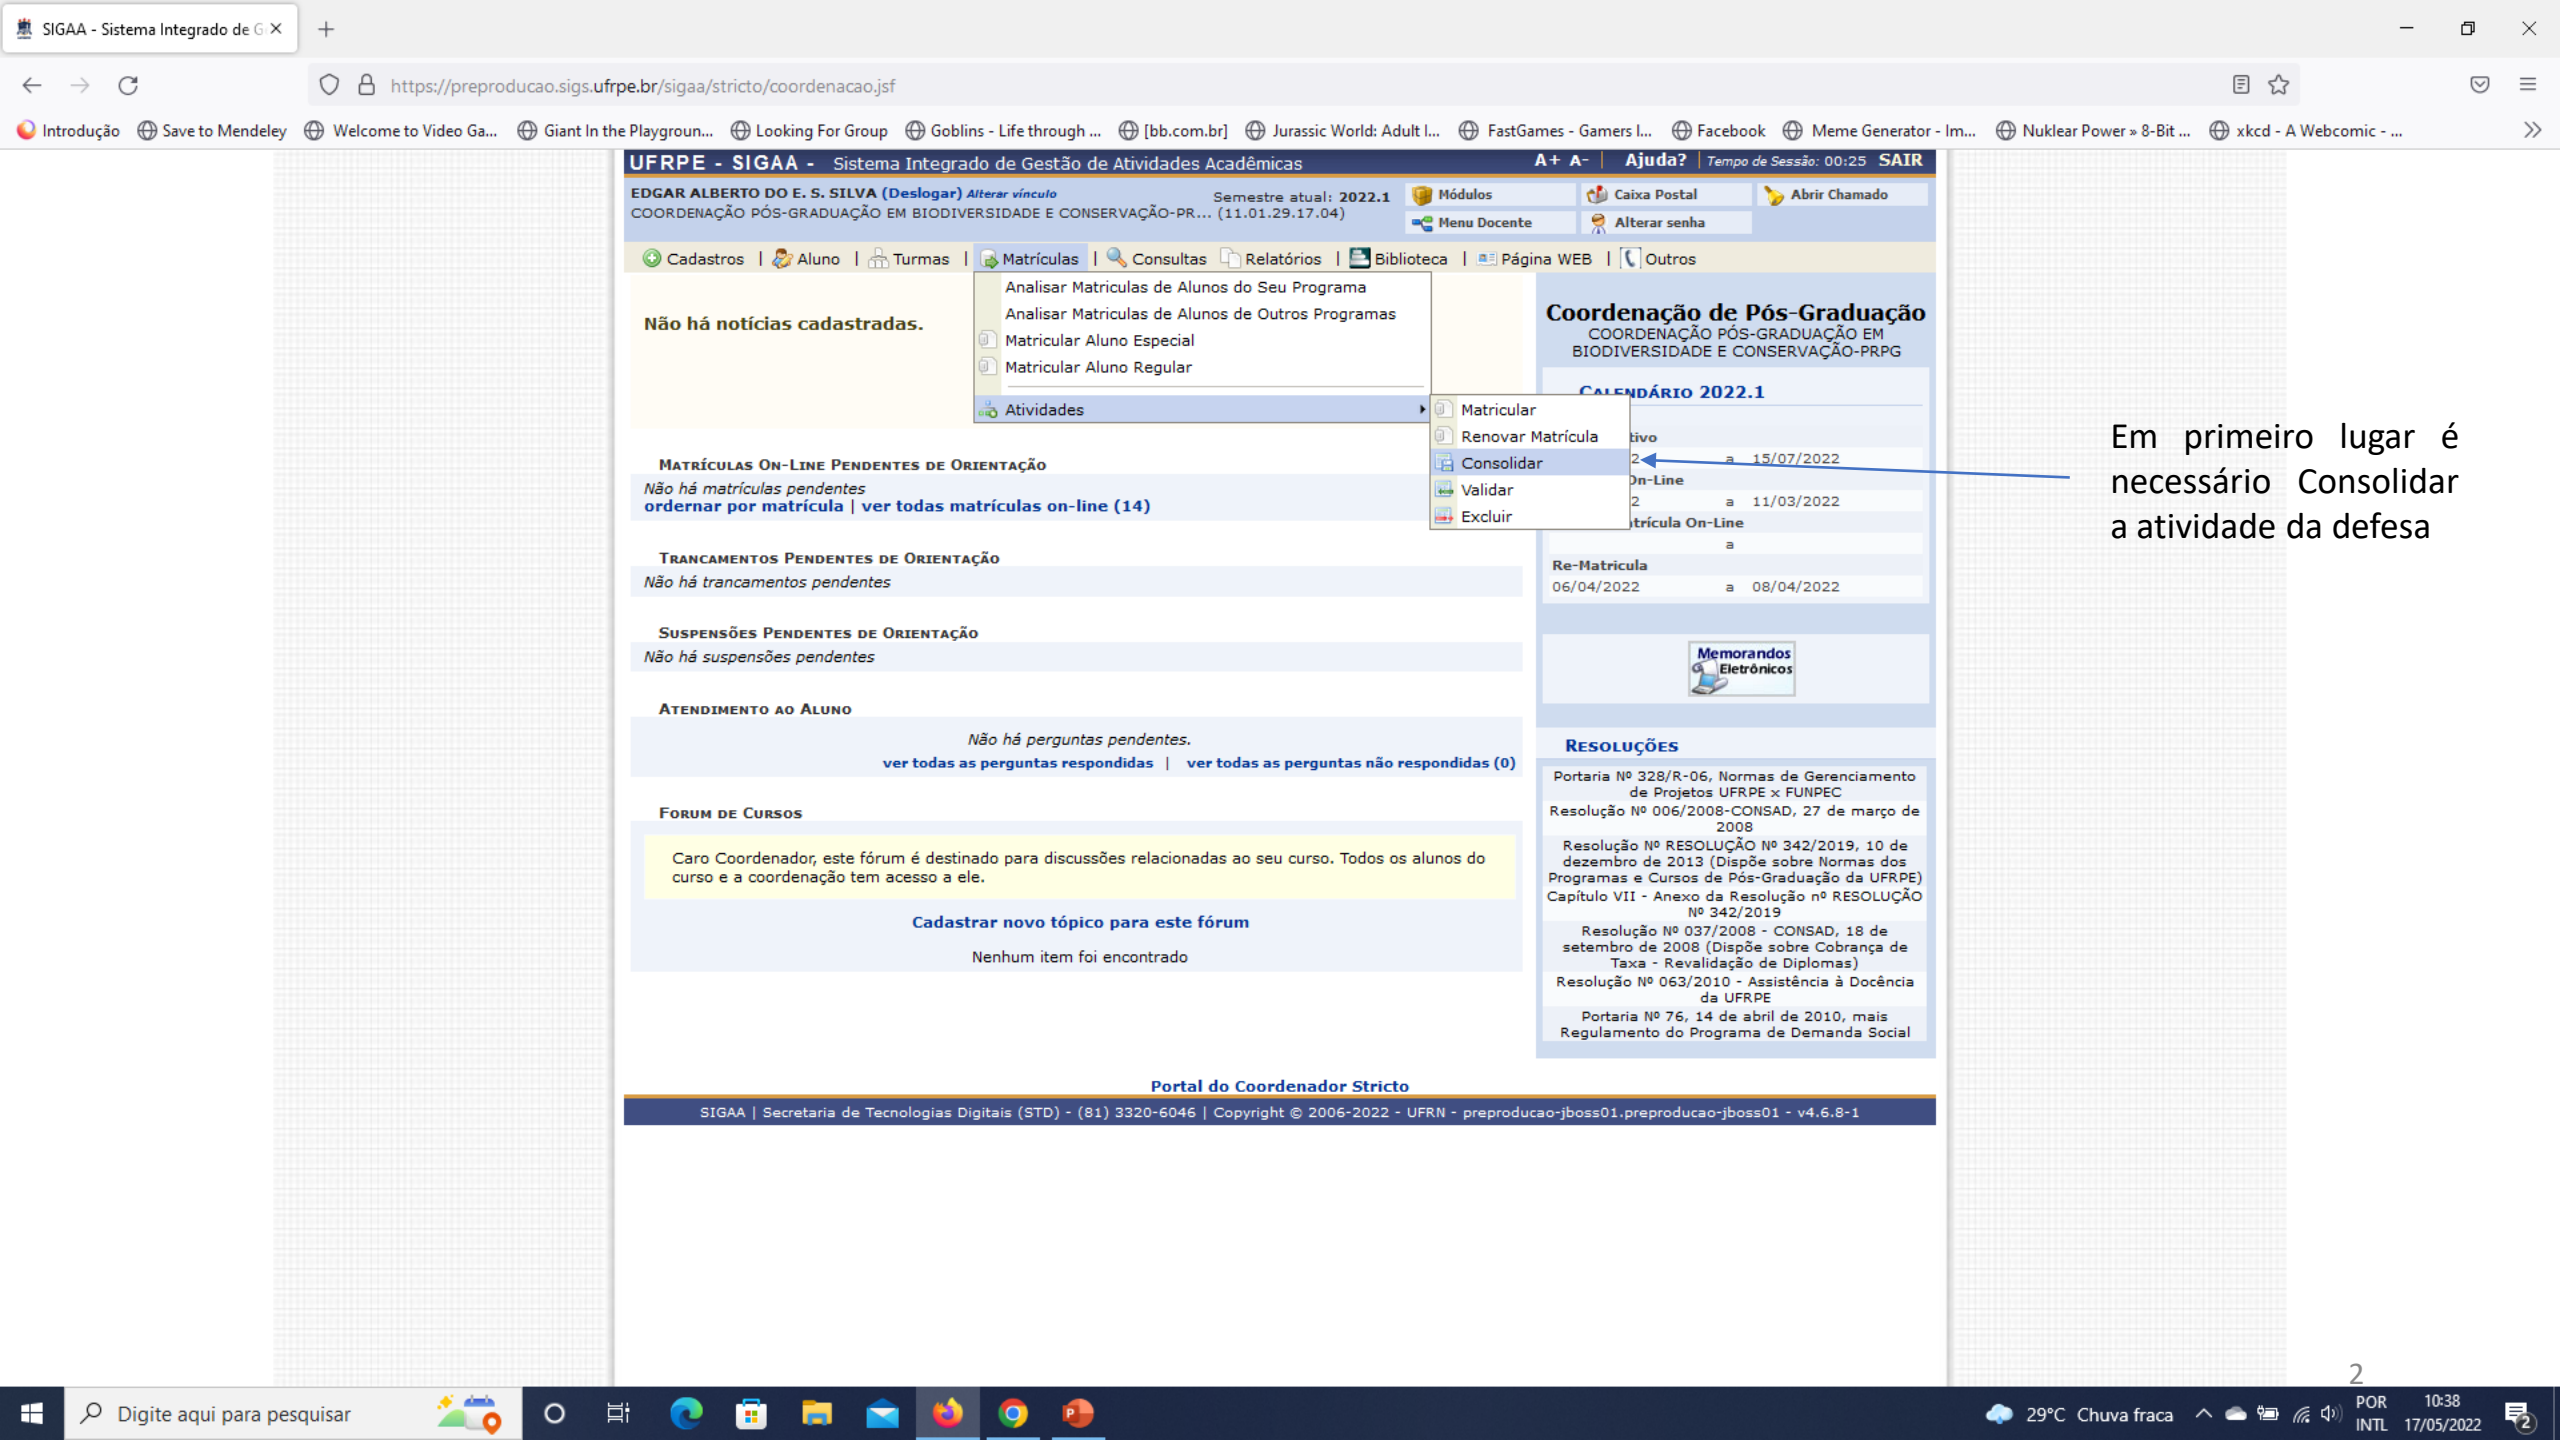 SIGAA - Sistema Integrado de G
https://preproducao.sigs.ufrpe.br/sigaa/stricto/coordenacao.jsf
Introdução Save to Mendeley Welcome to Video Ga... Giant In the Playgroun... Looking For Group Goblins - Life through ... [bb.com.br] Jurassic World: Adult I... FastGames - Gamers l... Facebook Meme Generator - Im... Nuklear Power » 8-Bit ... xkcd - A Webcomic - ...
UFRPE - SIGAA - Sistema Integrado de Gestão de Atividades Acadêmicas A+ A- | Ajuda? | Tempo de Sessão: 00:25 SAIR
EDGAR ALBERTO DO E. S. SILVA (Deslogar) Alterar vínculo
COORDENAÇÃO PÓS-GRADUAÇÃO EM BIODIVERSIDADE E CONSERVAÇÃO-PR... (11.01.29.17.04)
Semestre atual: 2022.1
Módulos Caixa Postal Abrir Chamado
Menu Docente Alterar senha
Cadastros | Aluno | Turmas | Matrículas | Consultas Relatórios | Biblioteca | Página WEB | Outros
Não há notícias cadastradas.
Analisar Matriculas de Alunos do Seu Programa
Analisar Matriculas de Alunos de Outros Programas
Matricular Aluno Especial
Matricular Aluno Regular
Atividades
Matricular
Renovar Matrícula
Consolidar
Validar
Excluir
MATRÍCULAS ON-LINE PENDENTES DE ORIENTAÇÃO
Não há matrículas pendentes
ordernar por matrícula | ver todas matrículas on-line (14)
TRANCAMENTOS PENDENTES DE ORIENTAÇÃO
Não há trancamentos pendentes
SUSPENSÕES PENDENTES DE ORIENTAÇÃO
Não há suspensões pendentes
ATENDIMENTO AO ALUNO
Não há perguntas pendentes.
ver todas as perguntas respondidas | ver todas as perguntas não respondidas (0)
FORUM DE CURSOS
Caro Coordenador, este fórum é destinado para discussões relacionadas ao seu curso. Todos os alunos do
curso e a coordenação tem acesso a ele.
Cadastrar novo tópico para este fórum
Nenhum item foi encontrado
Coordenação de Pós-Graduação
COORDENAÇÃO PÓS-GRADUAÇÃO EM
BIODIVERSIDADE E CONSERVAÇÃO-PRPG
CALENDÁRIO 2022.1
tivo
2 a 15/07/2022
On-Line
2 a 11/03/2022
trícula On-Line
a
Re-Matricula
06/04/2022 a 08/04/2022
Memorandos
Eletrônicos
RESOLUÇÕES
Portaria Nº 328/R-06, Normas de Gerenciamento
de Projetos UFRPE x FUNPEC
Resolução Nº 006/2008-CONSAD, 27 de março de
2008
Resolução Nº RESOLUÇÃO Nº 342/2019, 10 de
dezembro de 2013 (Dispõe sobre Normas dos
Programas e Cursos de Pós-Graduação da UFRPE)
Capítulo VII - Anexo da Resolução nº RESOLUÇÃO
Nº 342/2019
Resolução Nº 037/2008 - CONSAD, 18 de
setembro de 2008 (Dispõe sobre Cobrança de
Taxa - Revalidação de Diplomas)
Resolução Nº 063/2010 - Assistência à Docência
da UFRPE
Portaria Nº 76, 14 de abril de 2010, mais
Regulamento do Programa de Demanda Social
Portal do Coordenador Stricto
SIGAA | Secretaria de Tecnologias Digitais (STD) - (81) 3320-6046 | Copyright © 2006-2022 - UFRN - preproducao-jboss01.preproducao-jboss01 - v4.6.8-1
Em primeiro lugar é
necessário Consolidar
a atividade da defesa
2
Digite aqui para pesquisar
29°C Chuva fraca
POR
INTL
10:38
17/05/2022
2